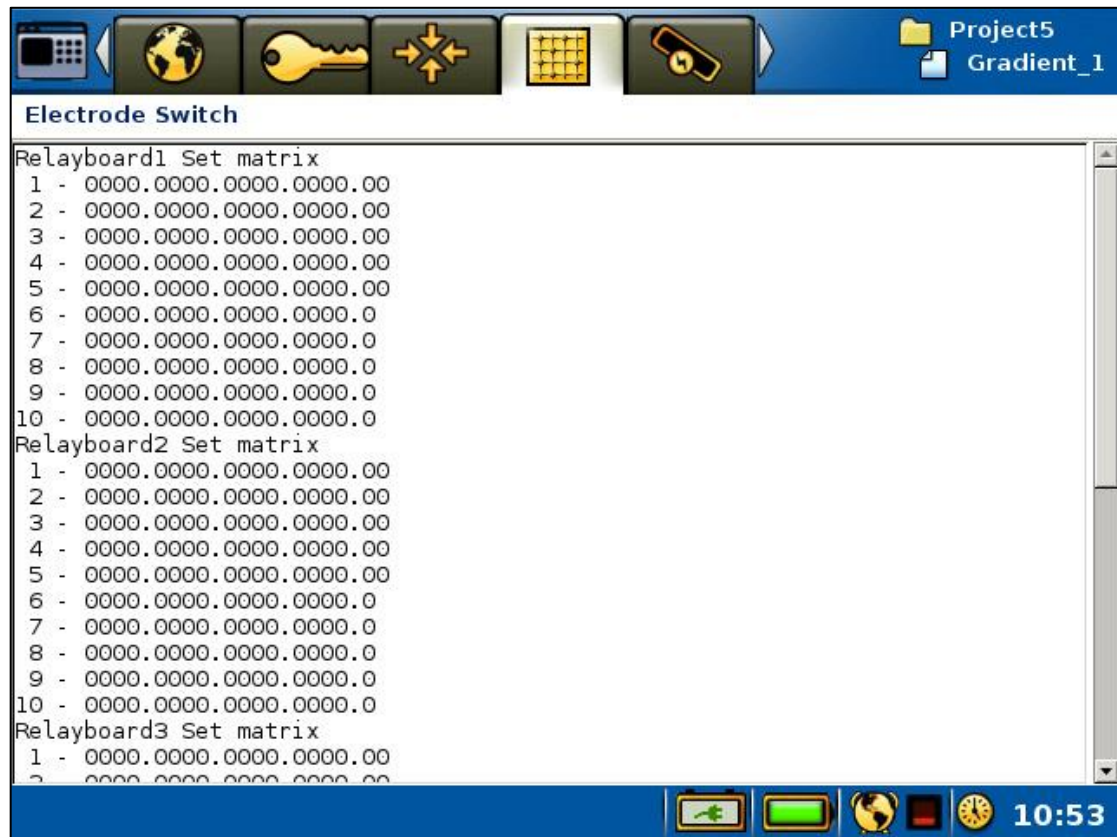 Project5
Gradient_1
Electrode Switch
Relayboard1 Set matrix
1 - 0000.0000.0000.0000.00
2 - 0000.0000.0000.0000.00
3 - 0000.0000.0000.0000.00
4 - 0000.0000.0000.0000.00
5 - 0000.0000.0000.0000.00
6 - 0000.0000.0000.0000.0
7 - 0000.0000.0000.0000.0
8 - 0000.0000.0000.0000.0
9 - 0000.0000.0000.0000.0
10 - 0000.0000.0000.0000.0
Relayboard2 Set matrix
1 - 0000.0000.0000.0000.00
2 - 0000.0000.0000.0000.00
3 - 0000.0000.0000.0000.00
4 - 0000.0000.0000.0000.00
5 - 0000.0000.0000.0000.00
6 - 0000.0000.0000.0000.0
7 - 0000.0000.0000.0000.0
8 - 0000.0000.0000.0000.0
9 - 0000.0000.0000.0000.0
10 - 0000.0000.0000.0000.0
Relayboard3 Set matrix
1 - 0000.0000.0000.0000.00
2 - 0000.0000.0000.0000.00
10:53